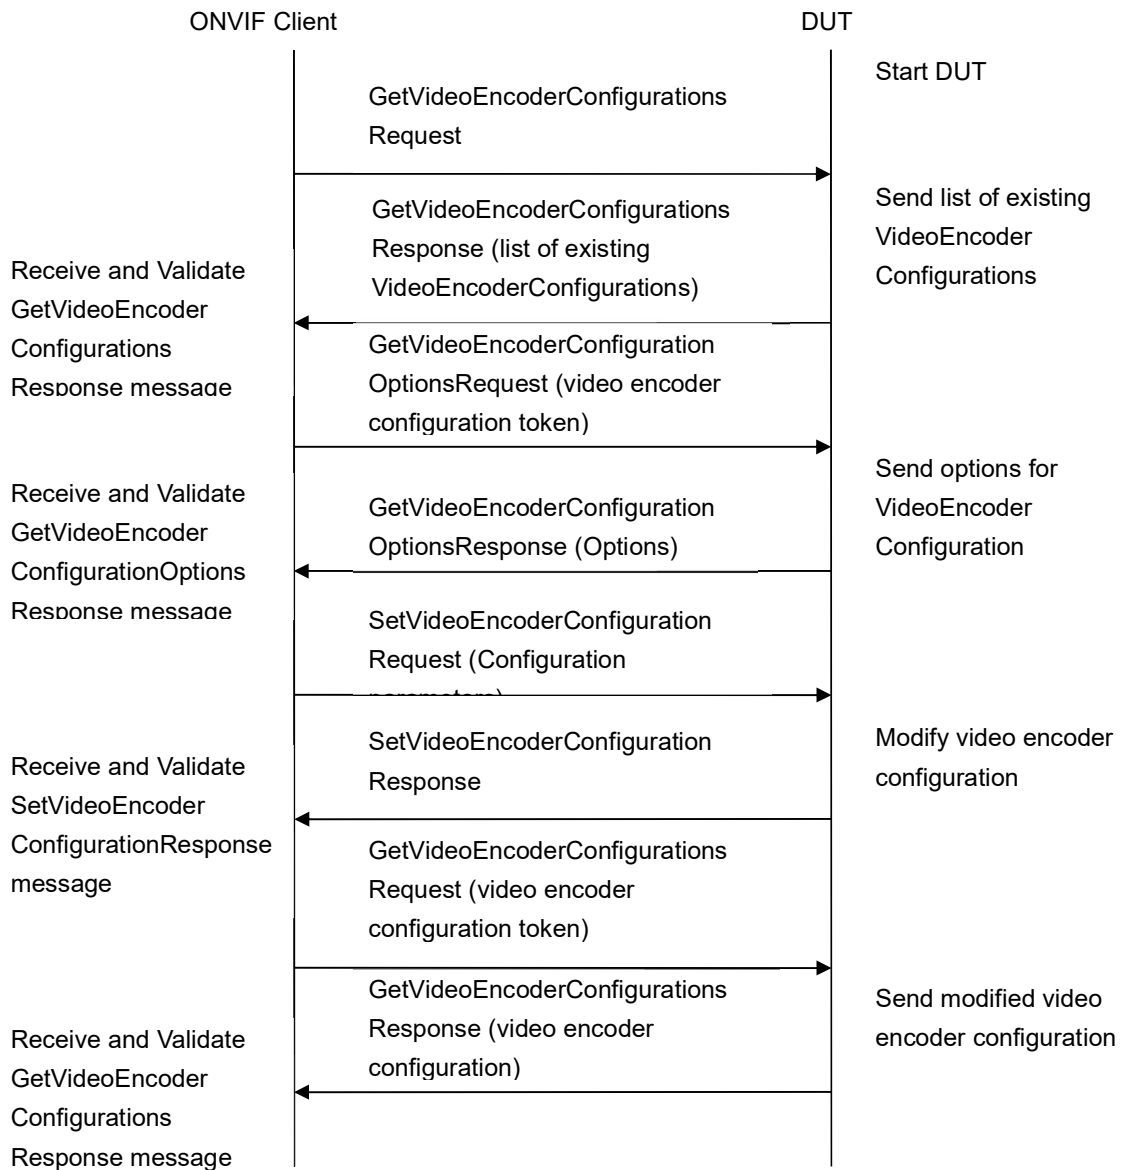 ONVIF Client
DUT
Start DUT
GetVideoEncoderConfigurations
Request
Send list of existing
VideoEncoder
Configurations
GetVideoEncoderConfigurations
Response (list of existing
VideoEncoderConfigurations)
Receive and Validate
GetVideoEncoder
Configurations
Response message
GetVideoEncoderConfiguration
OptionsRequest (video encoder
configuration token)
Send options for
VideoEncoder
Configuration
Receive and Validate
GetVideoEncoder
ConfigurationOptions
Response message
GetVideoEncoderConfiguration
OptionsResponse (Options)
SetVideoEncoderConfiguration
Request (Configuration
parameters)
Modify video encoder
configuration
SetVideoEncoderConfiguration
Response
Receive and Validate
SetVideoEncoder
ConfigurationResponse
message
GetVideoEncoderConfigurations
Request (video encoder
configuration token)
Send modified video
encoder configuration
GetVideoEncoderConfigurations
Response (video encoder
configuration)
Receive and Validate
GetVideoEncoder
Configurations
Response message